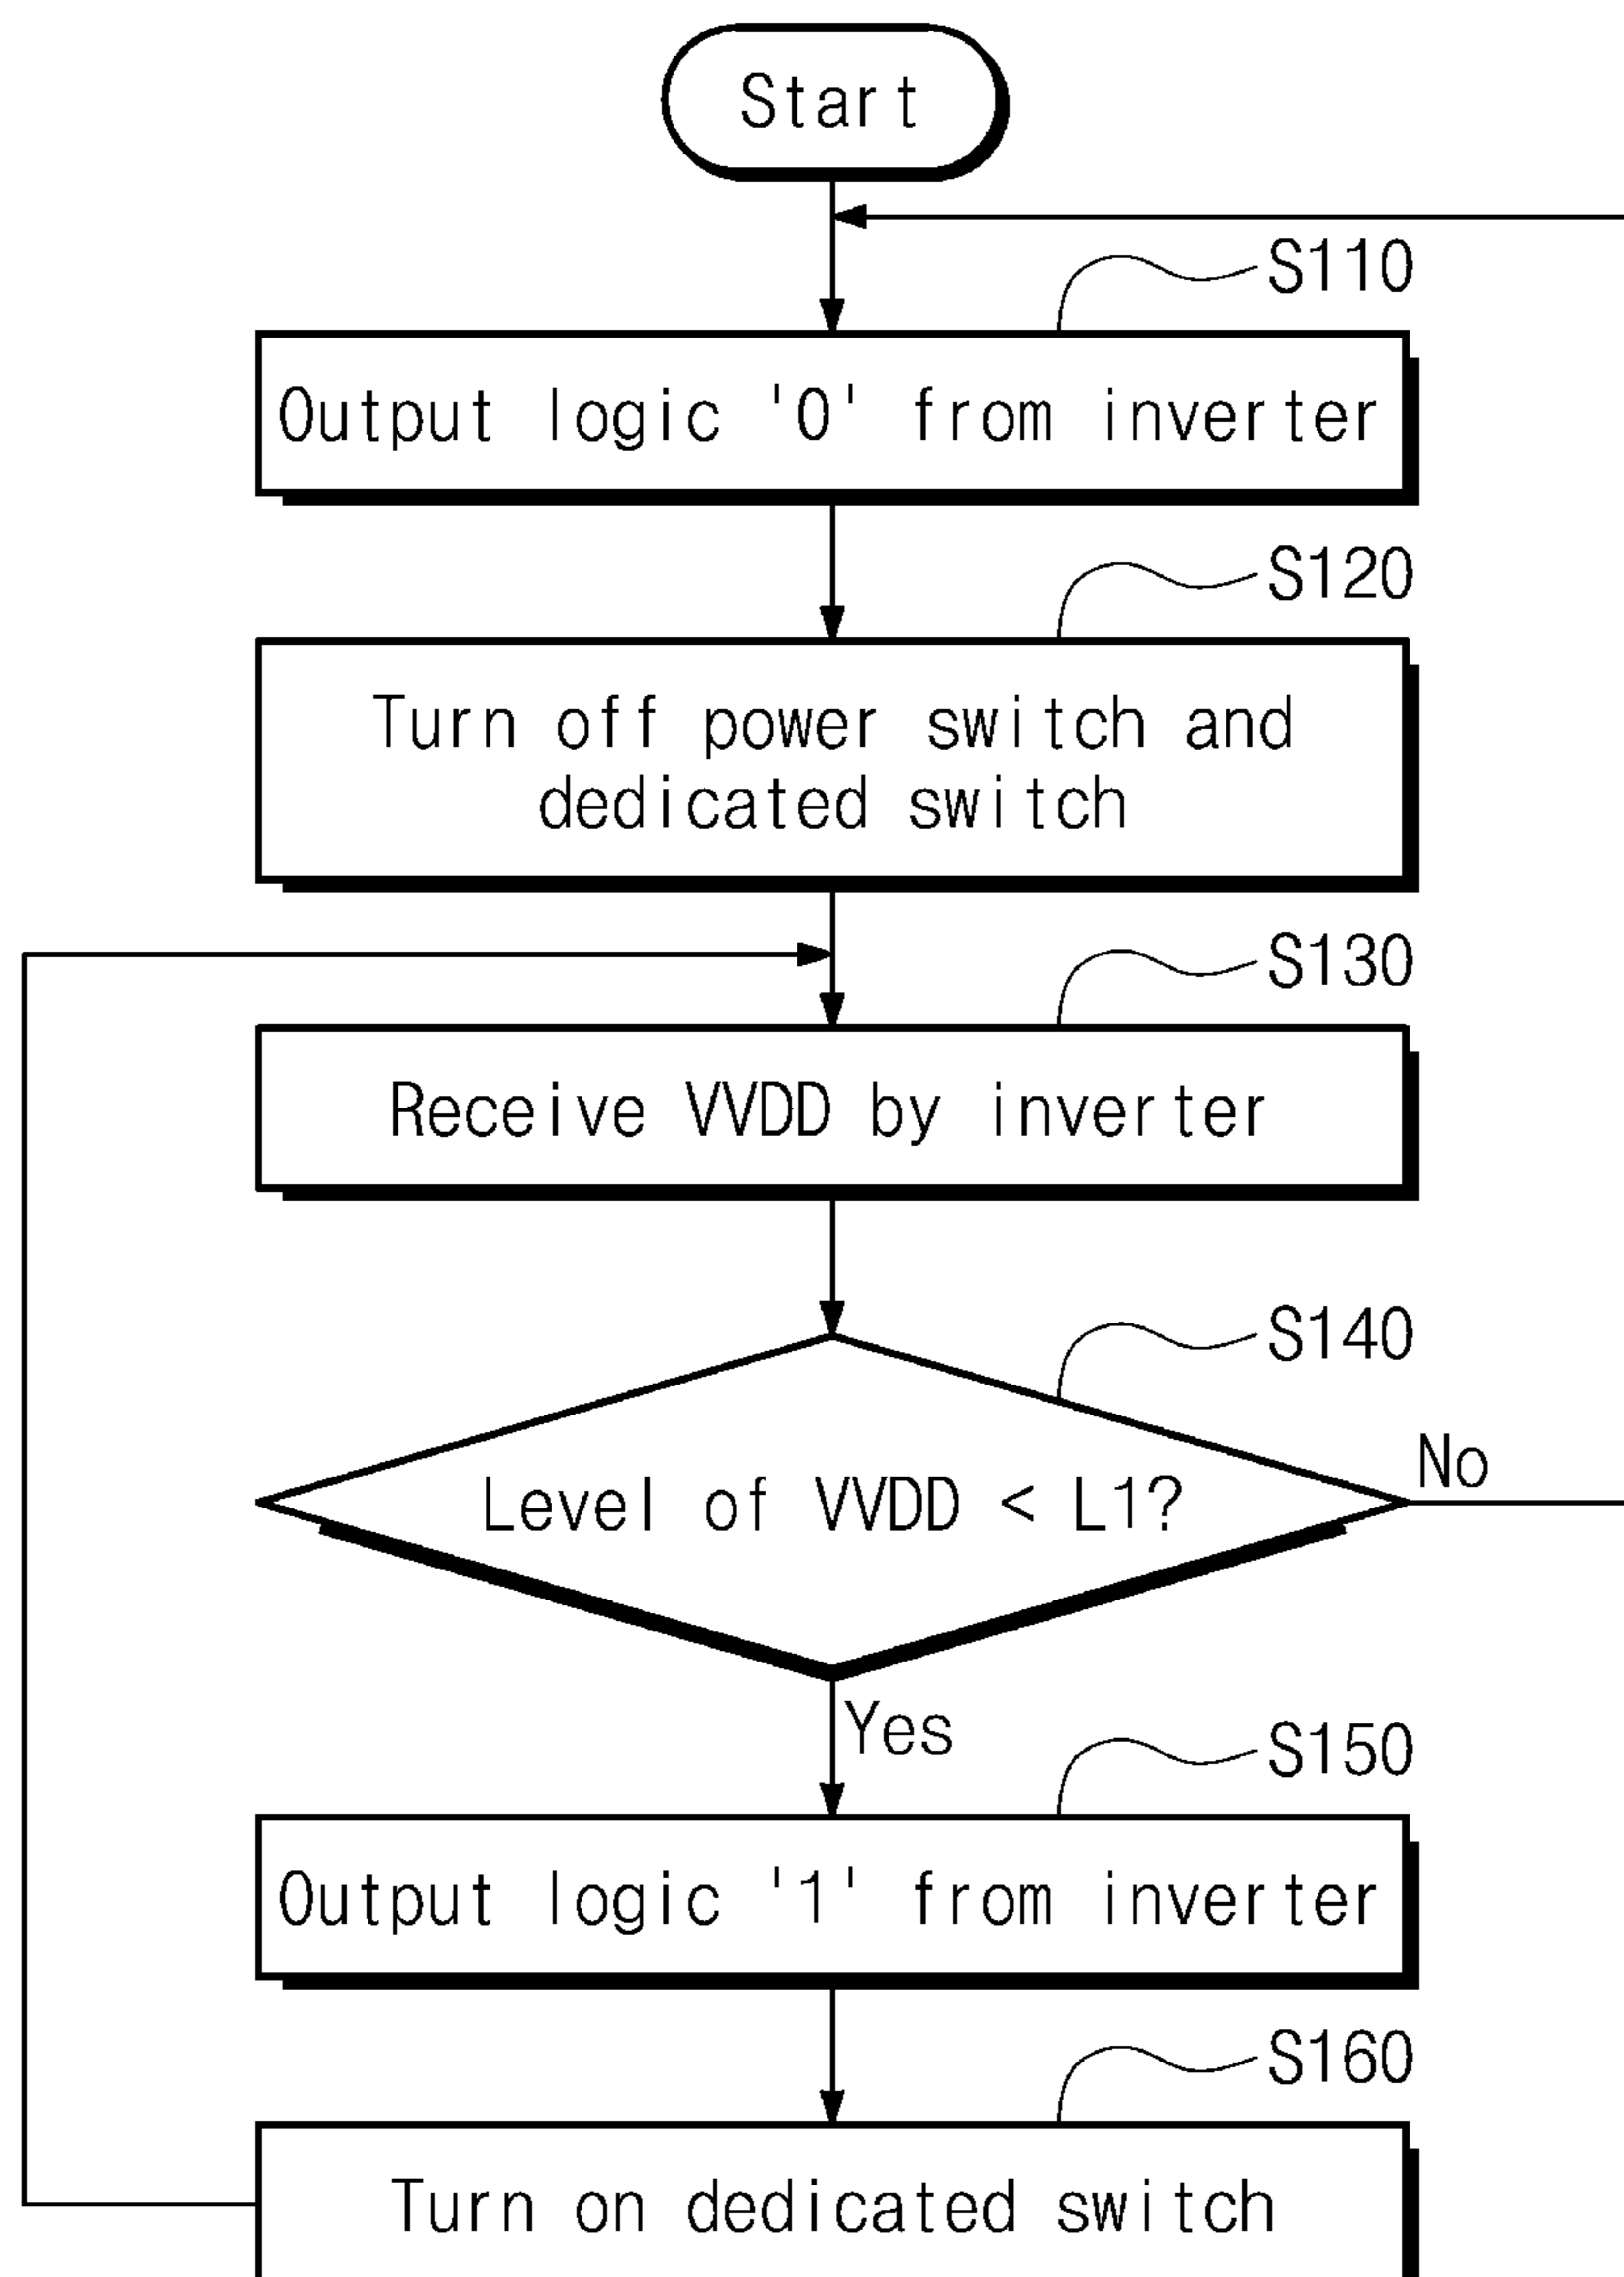 Start
S110
Output logic '0' from inverter
S120
Turn off power switch and
dedicated switch
S130
Receive VVDD by inverter
S140
Level of VVDD < L1?
No
Yes
S150
Output logic '1' from inverter
S160
Turn on dedicated switch